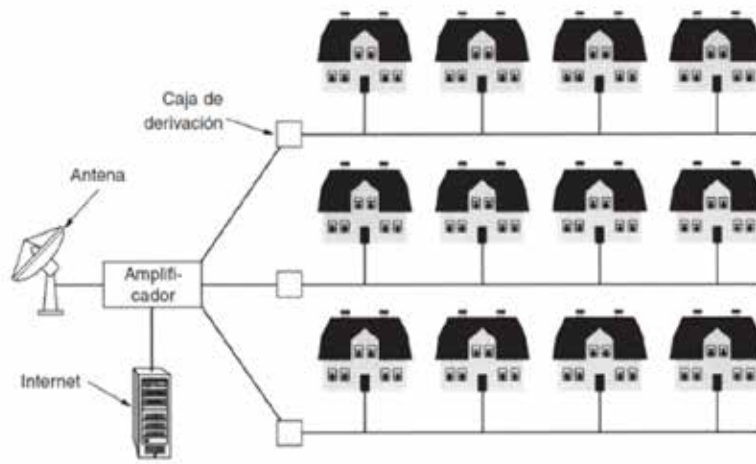 Caja de
derivación
Antena
Amplifi-
cador
Internet